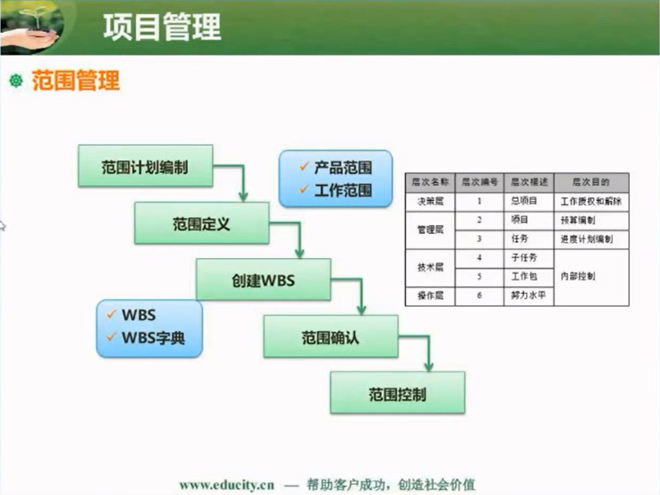 项目管理
范围管理
范围计划编制
产品范围
工作范围
范围定义
创建WBS
WBS
WBS字典
范围确认
范围控制
层次名称 层次编号 层次描述 层次目的
决策层 1 总项目 工作授权和解除
管理层 2 项目 预算编制
3 任务 进度计划编制
技术层 4 子任务 内部控制
5 工作包
操作层 6 努力水平
www.educity.cn — 帮助客户成功，创造社会价值